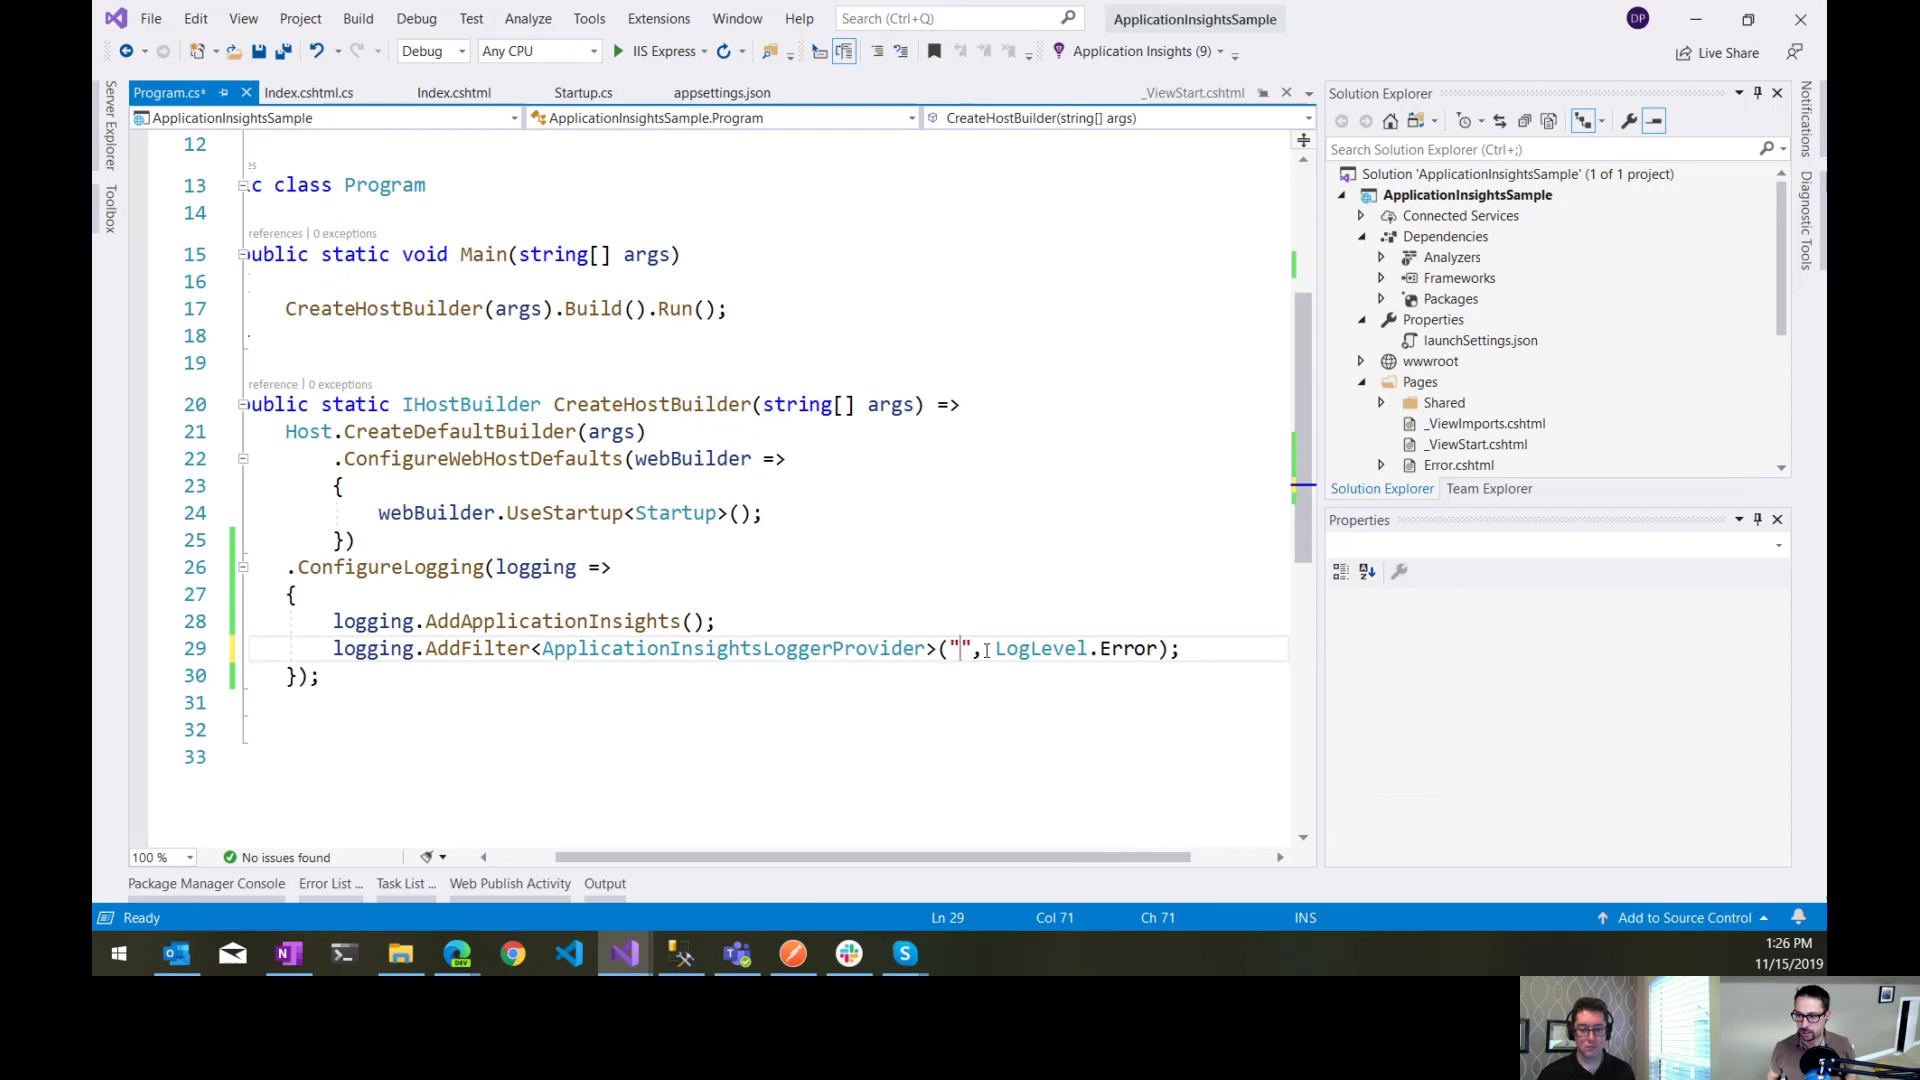 File Edit View Project Build Debug Test Analyze Tools Extensions Window Help Search (Ctrl+Q) ApplicationInsightsSample DP
Debug Any CPU IIS Express Application Insights (9) Live Share
Server Explorer
Toolbox
Program.cs* Index.cshtml.cs Index.cshtml Startup.cs appsettings.json _ViewStart.cshtml
ApplicationInsightsSample ApplicationInsightsSample.Program CreateHostBuilder(string[] args)
12
es
13 :c class Program
14
references | 0 exceptions
15 public static void Main(string[] args)
16
17 CreateHostBuilder(args).Build().Run();
18
19
reference | 0 exceptions
20 public static IHostBuilder CreateHostBuilder(string[] args) =>
21 Host.CreateDefaultBuilder(args)
22 .ConfigureWebHostDefaults(webBuilder =>
23 {
24 webBuilder.UseStartup<Startup>();
25 })
26 .ConfigureLogging(logging =>
27 {
28 logging.AddApplicationInsights();
29 logging.AddFilter<ApplicationInsightsLoggerProvider>("", LogLevel.Error);
30 });
31
32
33
100 % No issues found
Package Manager Console Error List ... Task List ... Web Publish Activity Output
Solution Explorer
Search Solution Explorer (Ctrl+;)
Solution 'ApplicationInsightsSample' (1 of 1 project)
ApplicationInsightsSample
Connected Services
Dependencies
Analyzers
Frameworks
Packages
Properties
launchSettings.json
wwwroot
Pages
Shared
_ViewImports.cshtml
_ViewStart.cshtml
Error.cshtml
Solution Explorer Team Explorer
Properties
Notifications
Diagnostic Tools
Ready Ln 29 Col 71 Ch 71 INS Add to Source Control
1:26 PM
11/15/2019